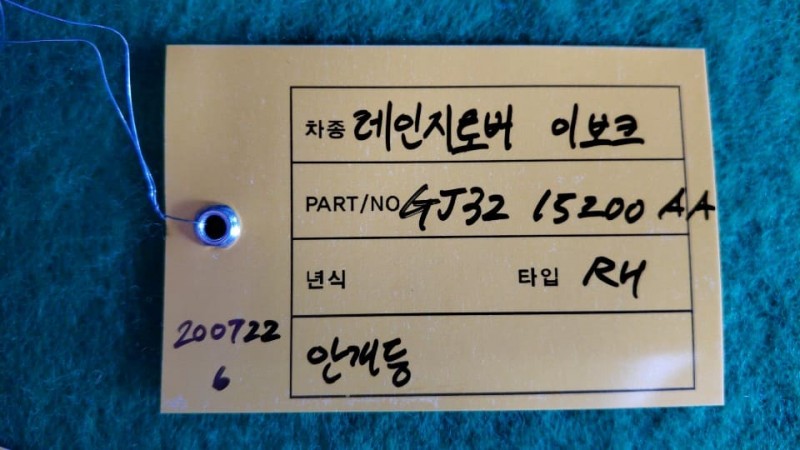 차종 레인지로버 이보크
PART/NO GJ32 15200 AA
년식 타입 RH
안개등
200722
6